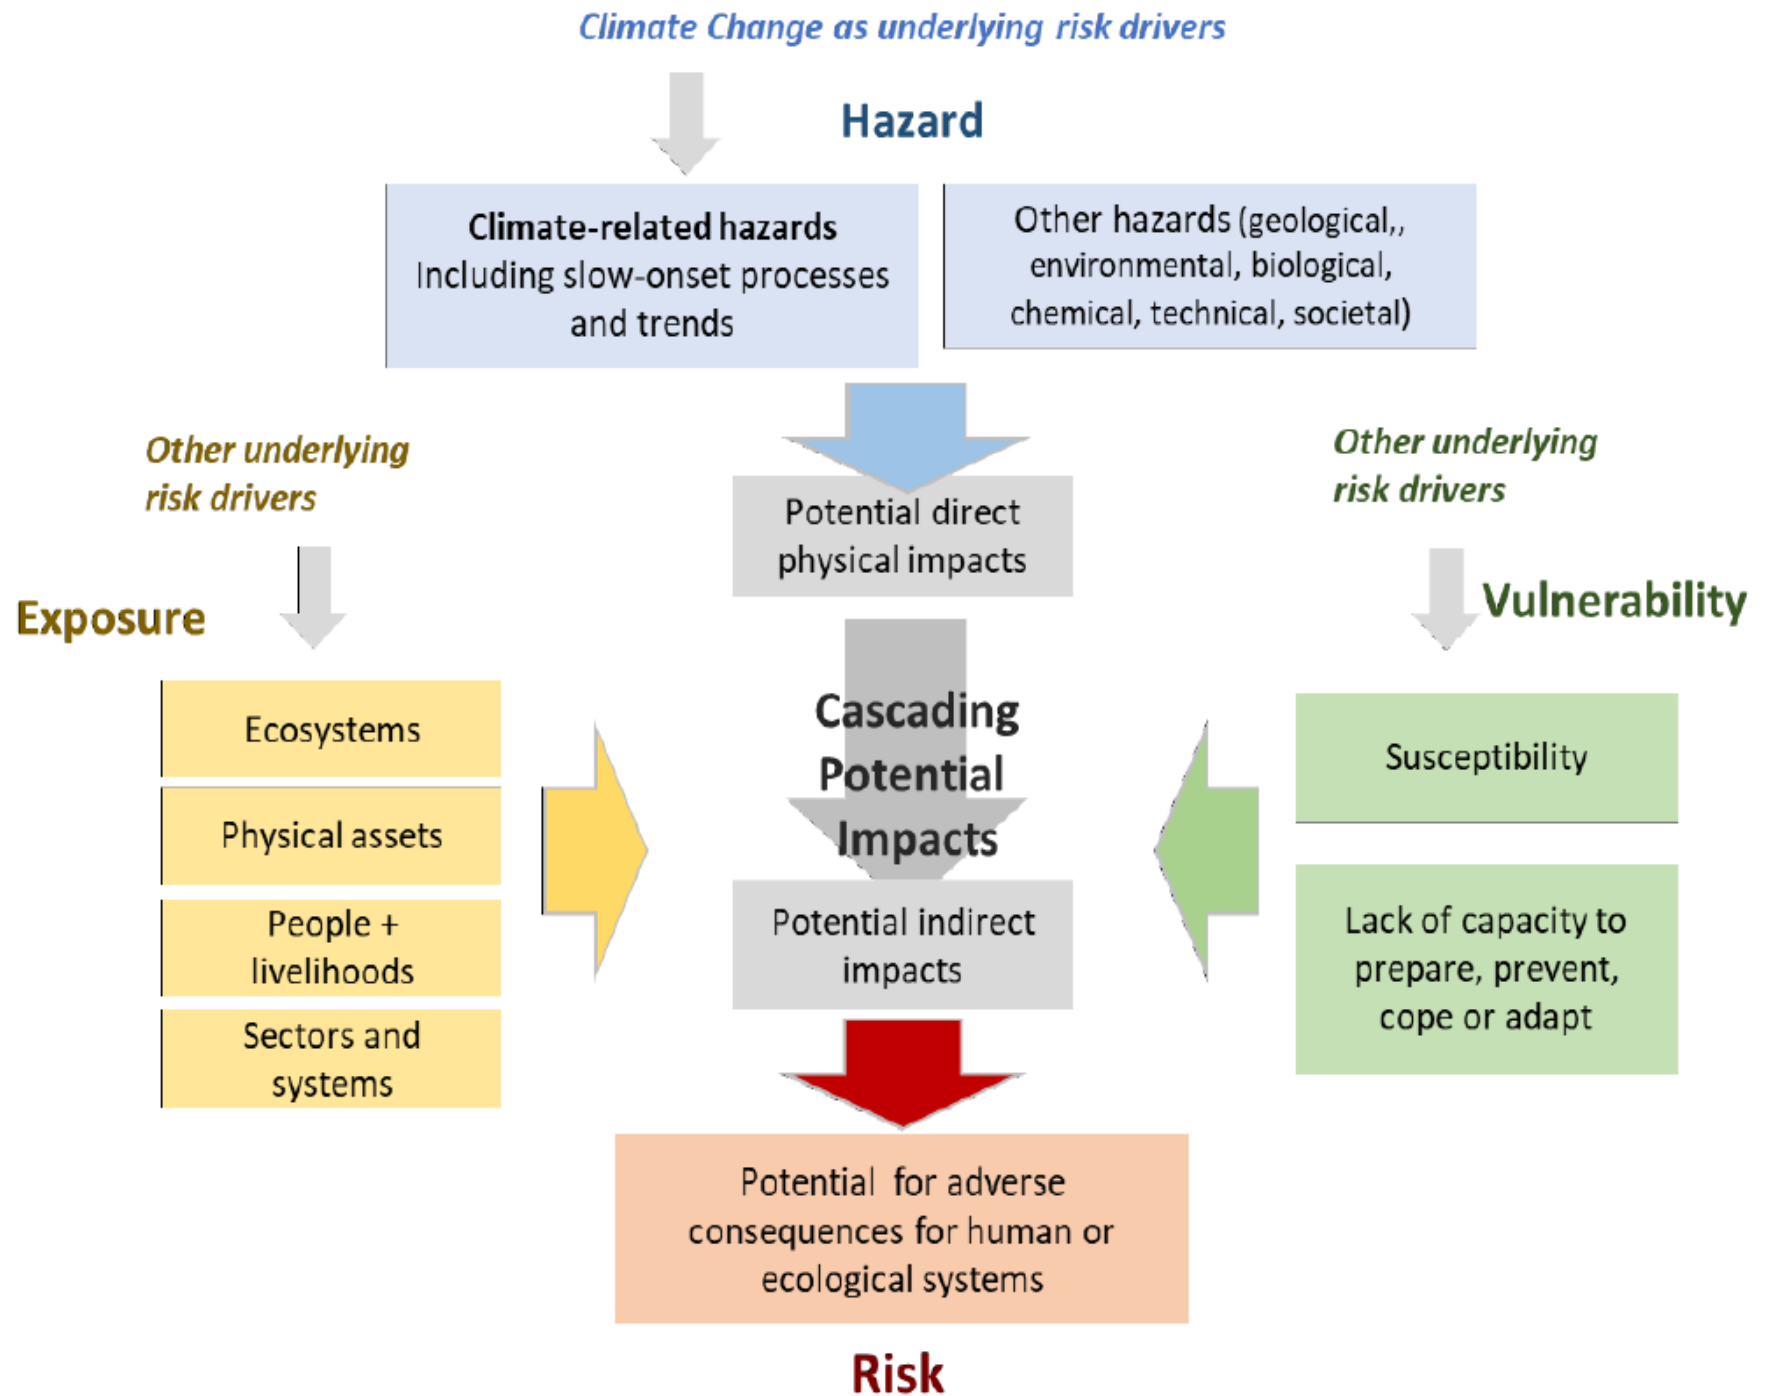 Climate Change as underlying risk drivers
Hazard
Climate-related hazards
Including slow-onset processes
and trends
Other hazards (geological,,
environmental, biological,
chemical, technical, societal)
Other underlying
risk drivers
Other underlying
risk drivers
Potential direct
physical impacts
Exposure
Vulnerability
Ecosystems
Physical assets
People +
livelihoods
Sectors and
systems
Cascading
Potential
Impacts
Susceptibility
Lack of capacity to
prepare, prevent,
cope or adapt
Potential indirect
impacts
Potential for adverse
consequences for human or
ecological systems
Risk